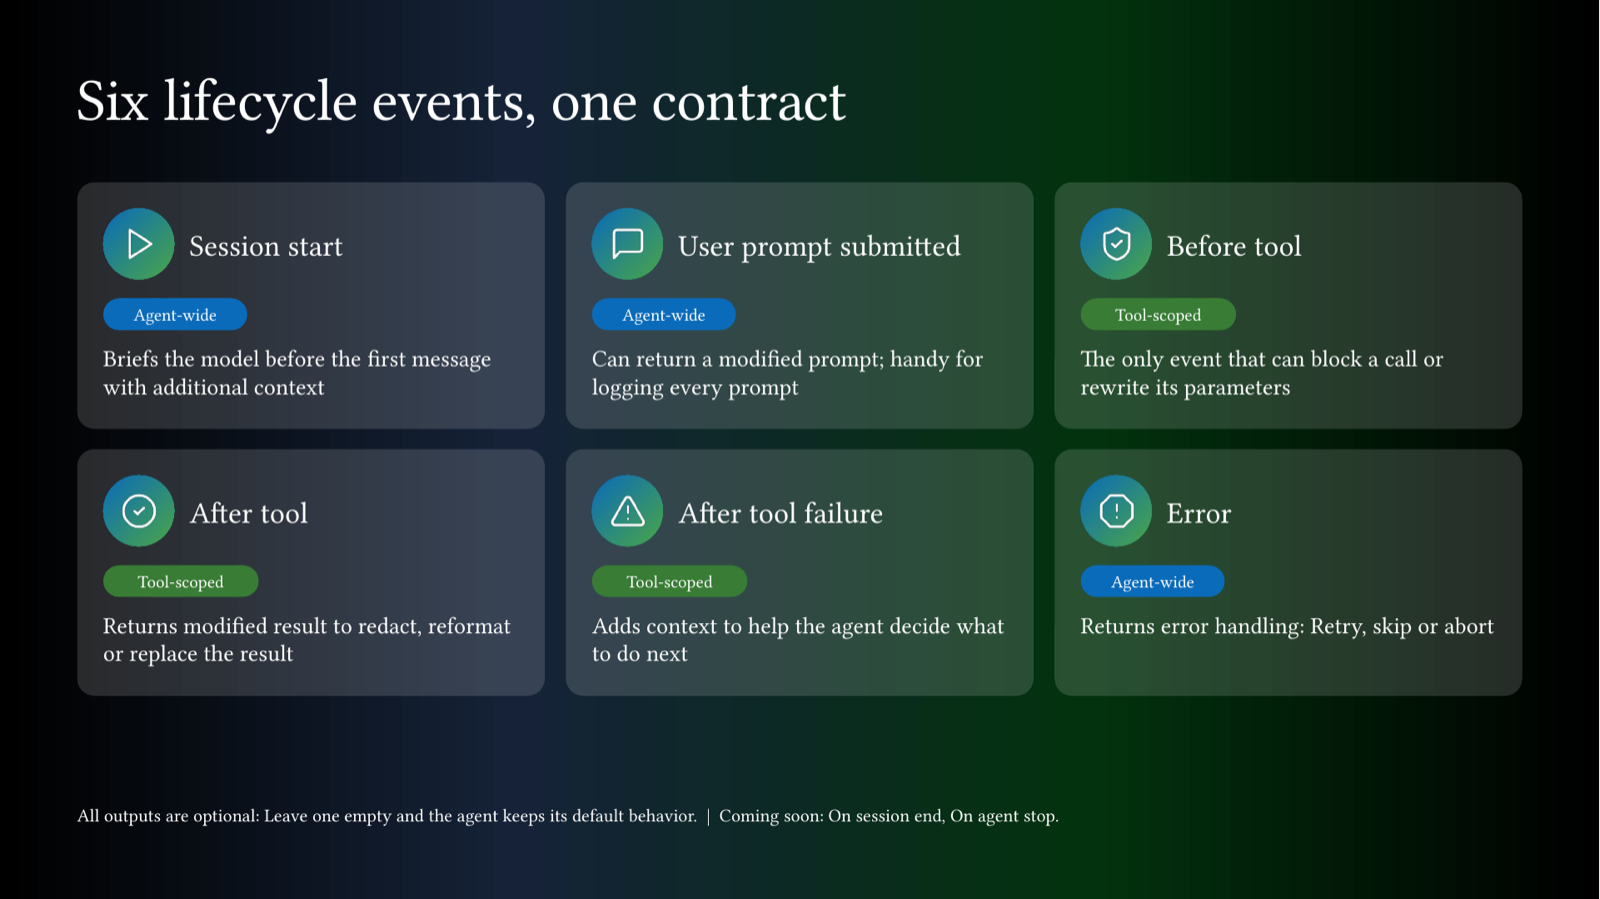 Six lifecycle events, one contract
Session start
Agent-wide
Briefs the model before the first message
with additional context
User prompt submitted
Agent-wide
Can return a modified prompt; handy for
logging every prompt
Before tool
Tool-scoped
The only event that can block a call or
rewrite its parameters
After tool
Tool-scoped
Returns modified result to redact, reformat
or replace the result
After tool failure
Tool-scoped
Adds context to help the agent decide what
to do next
Error
Agent-wide
Returns error handling: Retry, skip or abort
All outputs are optional: Leave one empty and the agent keeps its default behavior. | Coming soon: On session end, On agent stop.